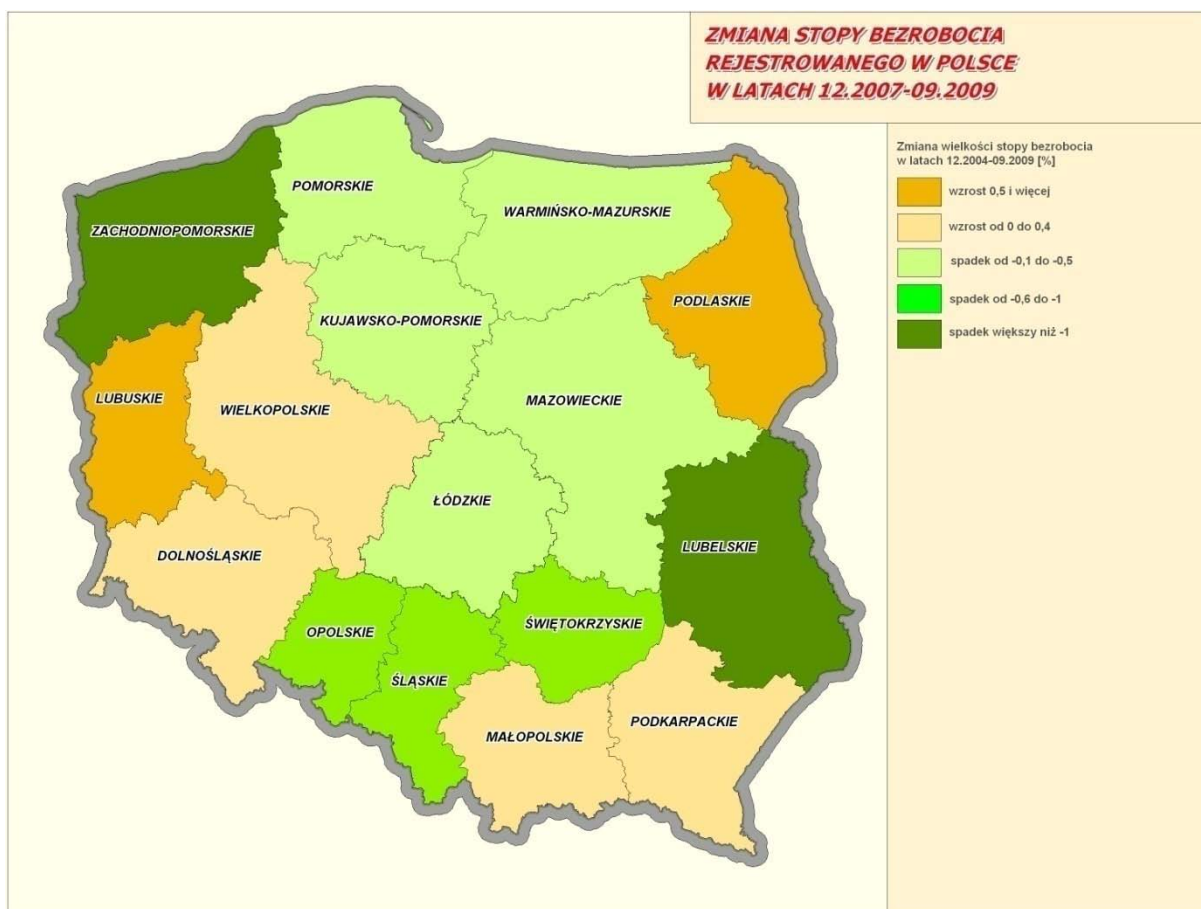 ZMIANA STOPY BEZROBOCIA
REJESTROWANEGO W POLSCE
W LATACH 12.2007-09.2009
Zmiana wielkości stopy bezrobocia
w latach 12.2004-09.2009 [%]
wzrost 0,5 i więcej
wzrost od 0 do 0,4
spadek od -0,1 do -0,5
spadek od -0,6 do -1
spadek większy niż -1
POMORSKIE
WARMIŃSKO-MAZURSKIE
ZACHODNIOPOMORSKIE
PODLASKIE
KUJAWSKO-POMORSKIE
LUBUSKIE
WIELKOPOLSKIE
MAZOWIECKIE
ŁÓDZKIE
DOLNOŚLĄSKIE
LUBELSKIE
OPOLSKIE
ŚWIĘTOKRZYSKIE
ŚLĄSKIE
PODKARPACKIE
MAŁOPOLSKIE